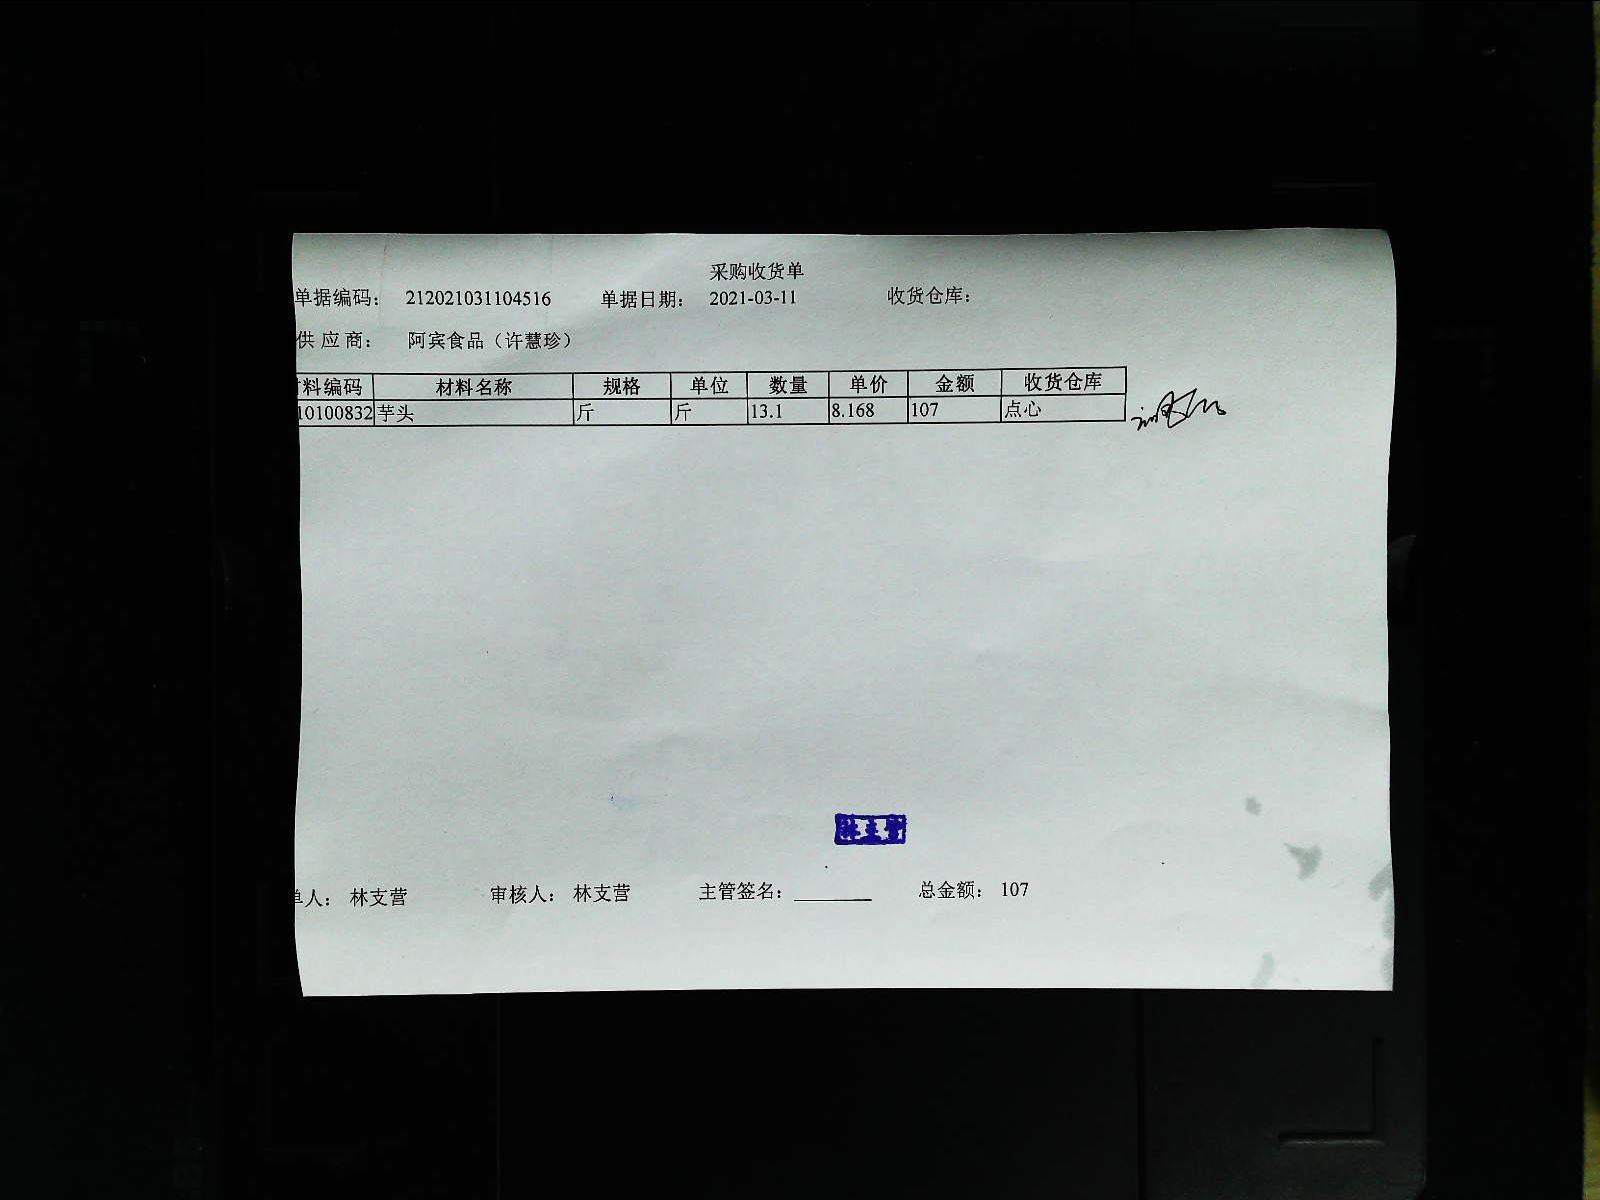 采购收货单
单据编码： 212021031104516 单据日期： 2021-03-11 收货仓库：
供 应 商： 阿宾食品（许慧珍）
料编码 材料名称 规格 单位 数量 单价 金额 收货仓库
10100832 芋头 斤 斤 13.1 8.168 107 点心
林支营
单人： 林支营 审核人： 林支营 主管签名： ________ 总金额： 107